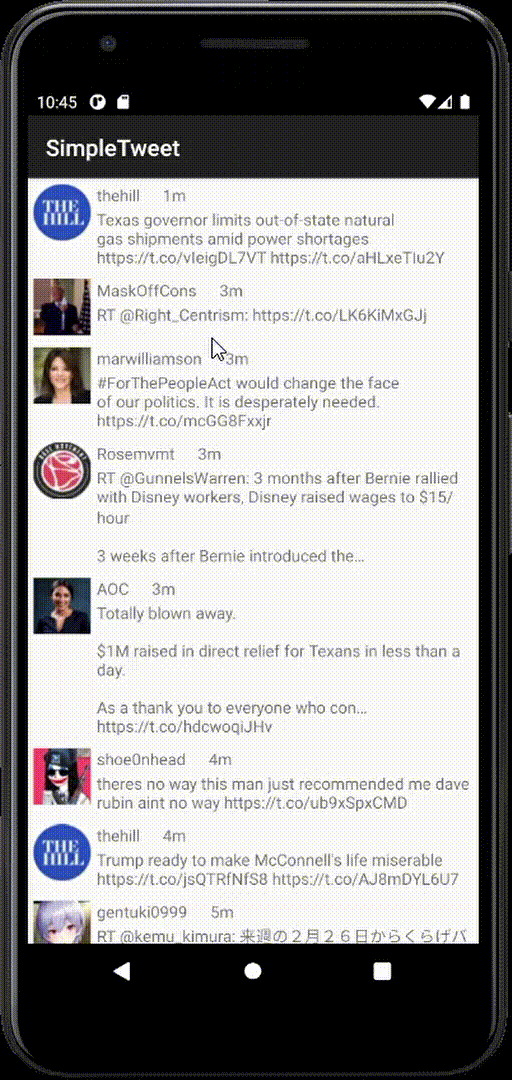 10:45
SimpleTweet
THE
HILL
thehill 1m
Texas governor limits out-of-state natural
gas shipments amid power shortages
https://t.co/vIeigDL7VT https://t.co/aHLxeTIu2Y
MaskOffCons 3m
RT @Right_Centrism: https://t.co/LK6KiMxGJj
marwilliamson 3m
#ForThePeopleAct would change the face
of our politics. It is desperately needed.
https://t.co/mcGG8Fxxjr
Rosemvmt 3m
RT @GunnelsWarren: 3 months after Bernie rallied
with Disney workers, Disney raised wages to $15/
hour
3 weeks after Bernie introduced the…
AOC 3m
Totally blown away.
$1M raised in direct relief for Texans in less than a
day.
As a thank you to everyone who con…
https://t.co/hdcwoqiJHv
shoe0nhead 4m
theres no way this man just recommended me dave
rubin aint no way https://t.co/ub9xSpxCMD
THE
HILL
thehill 4m
Trump ready to make McConnell's life miserable
https://t.co/jsQTRfNfS8 https://t.co/AJ8mDYL6U7
gentuki0999 5m
RT @kemu_kimura: 来週の２月２６日からくらげバ